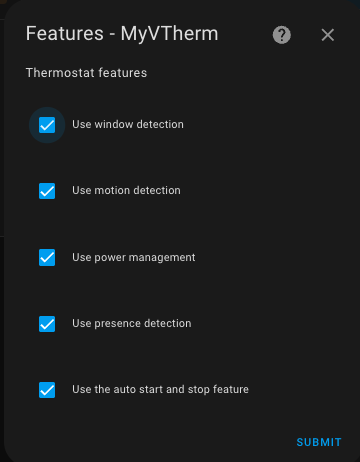 Features - MyVTherm
Thermostat features
Use window detection
Use motion detection
Use power management
Use presence detection
Use the auto start and stop feature
SUBMIT